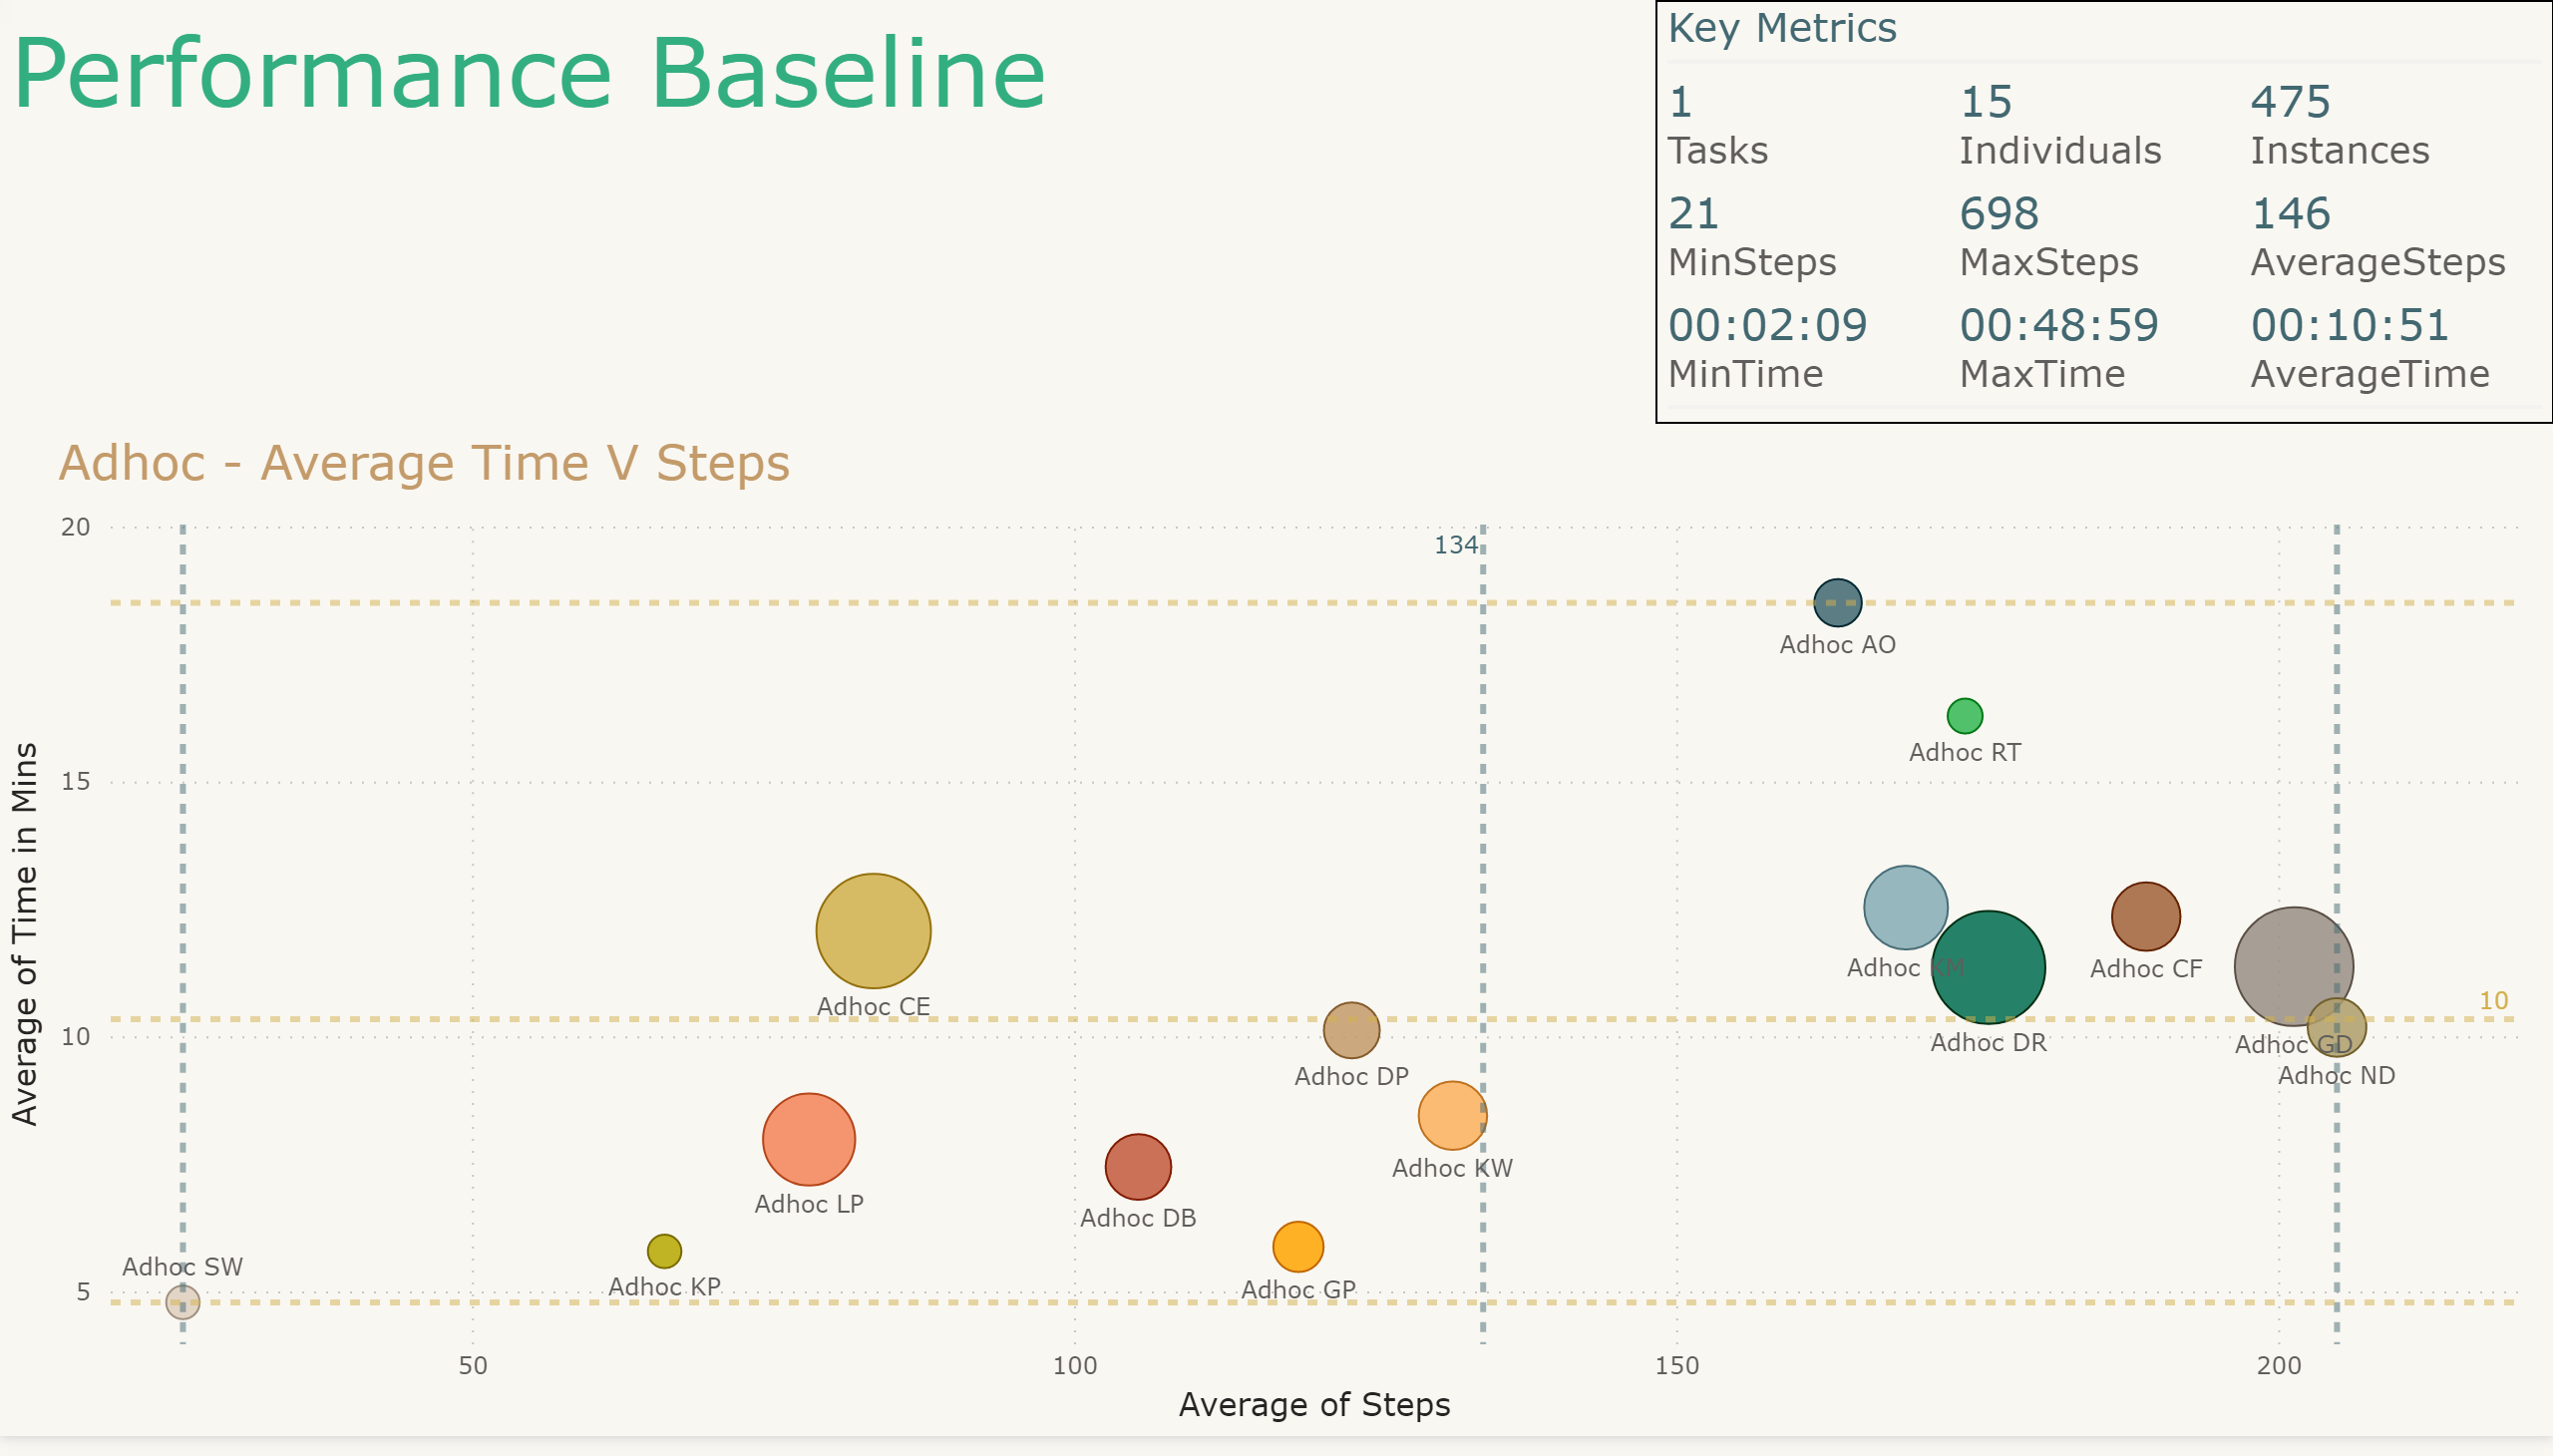 Performance Baseline
Key Metrics
1
15
475
Tasks
Individuals
Instances
21
698
146
MinSteps
MaxSteps
AverageSteps
00:02:09
00:48:59
00:10:51
MinTime
MaxTime
AverageTime
Adhoc - Average Time V Steps
20
134
Adhoc AO
Adhoc RT
15
Average of Time in Mins
Adhoc KM
Adhoc CF
Adhoc CE
10
10
Adhoc DR
Adhoc GD
Adhoc DP
Adhoc ND
Adhoc KW
Adhoc LP
Adhoc DB
Adhoc SW
Adhoc KP
Adhoc GP
5
50
100
150
200
Average of Steps